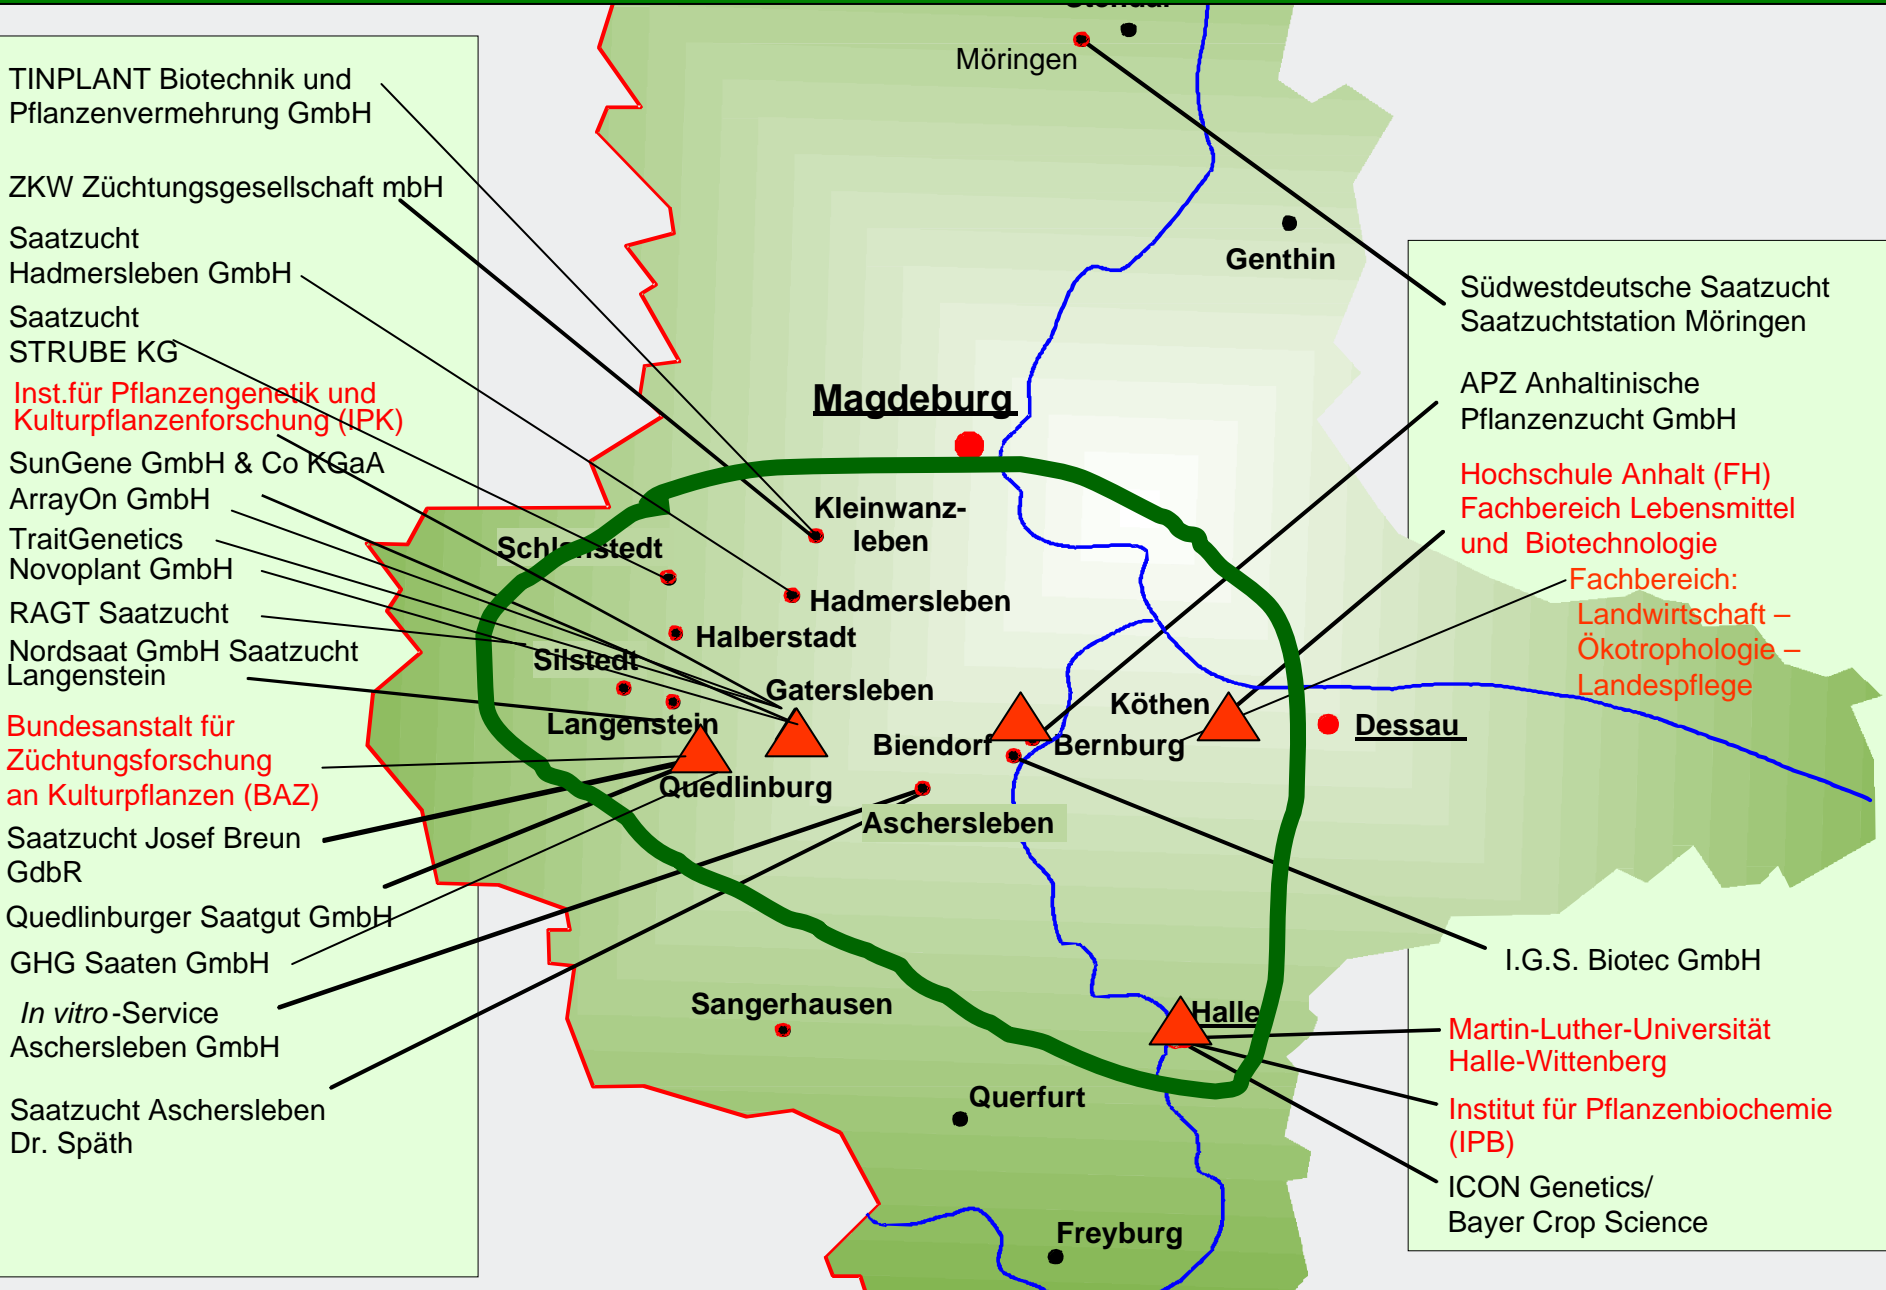 Möringen
TINPLANT Biotechnik und
Pflanzenvermehrung GmbH
ZKW Züchtungsgesellschaft mbH
Saatzucht
Hadmersleben GmbH
Saatzucht
STRUBE KG
Inst.für Pflanzengenetik und
Kulturpflanzenforschung (IPK)
SunGene GmbH & Co KGaA
ArrayOn GmbH
TraitGenetics
Novoplant GmbH
RAGT Saatzucht
Nordsaat GmbH Saatzucht
Langenstein
Bundesanstalt für
Züchtungsforschung
an Kulturpflanzen (BAZ)
Saatzucht Josef Breun
GdbR
Quedlinburger Saatgut GmbH
GHG Saaten GmbH
In vitro-Service
Aschersleben GmbH
Saatzucht Aschersleben
Dr. Späth
Genthin
Magdeburg
Kleinwanz-
leben
Schlanstedt
Hadmersleben
Halberstadt
Silstedt
Gatersleben
Langenstein
Köthen
Dessau
Biendorf
Bernburg
Quedlinburg
Aschersleben
Sangerhausen
Halle
Querfurt
Freyburg
Südwestdeutsche Saatzucht
Saatzuchtstation Möringen
APZ Anhaltinische
Pflanzenzucht GmbH
Hochschule Anhalt (FH)
Fachbereich Lebensmittel
und Biotechnologie
Fachbereich:
Landwirtschaft –
Ökotrophologie –
Landespflege
I.G.S. Biotec GmbH
Martin-Luther-Universität
Halle-Wittenberg
Institut für Pflanzenbiochemie
(IPB)
ICON Genetics/
Bayer Crop Science